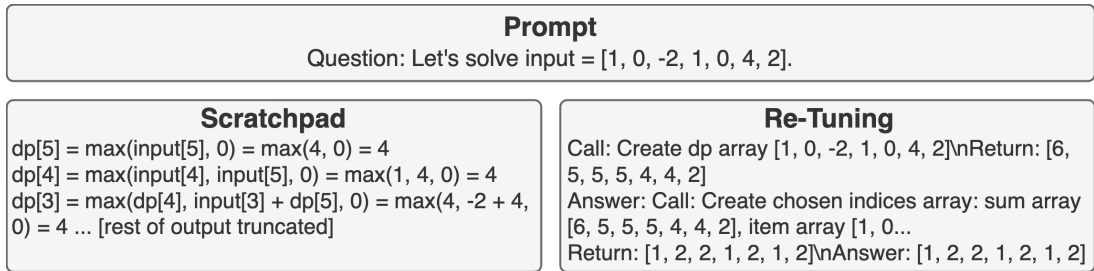 Prompt
Question: Let's solve input = [1, 0, -2, 1, 0, 4, 2].
Scratchpad
dp[5] = max(input[5], 0) = max(4, 0) = 4
dp[4] = max(input[4], input[5], 0) = max(1, 4, 0) = 4
dp[3] = max(dp[4], input[3] + dp[5], 0) = max(4, -2 + 4,
0) = 4 ... [rest of output truncated]
Re-Tuning
Call: Create dp array [1, 0, -2, 1, 0, 4, 2]\nReturn: [6,
5, 5, 5, 4, 4, 2]
Answer: Call: Create chosen indices array: sum array
[6, 5, 5, 5, 4, 4, 2], item array [1, 0...
Return: [1, 2, 2, 1, 2, 1, 2]\nAnswer: [1, 2, 2, 1, 2, 1, 2]